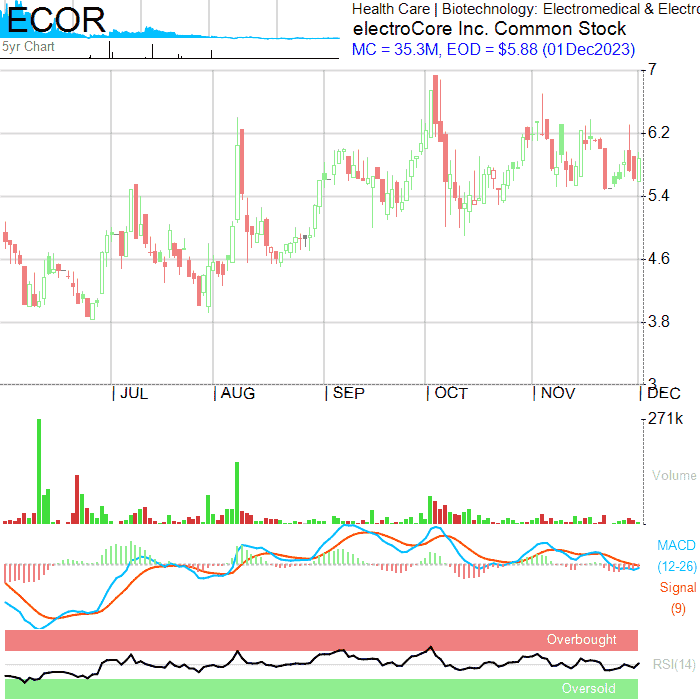 ECOR
5yr Chart
Health Care | Biotechnology: Electromedical & Electro
electroCore Inc. Common Stock
MC = 35.3M, EOD = $5.88 (01Dec2023)
7
6.2
5.4
4.6
3.8
3
JUL AUG SEP OCT NOV DEC
271k
Volume
MACD
(12-26)
Signal
(9)
Overbought
RSI(14)
Oversold